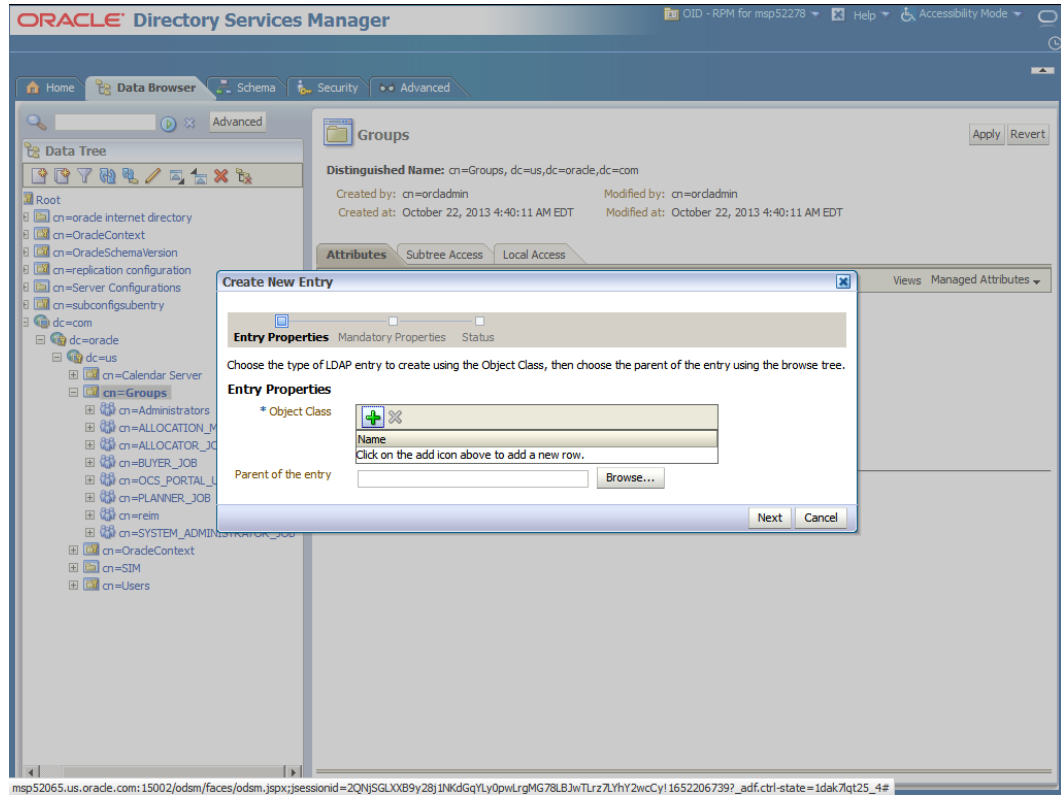 ORACLE Directory Services Manager
OID - RPM for msp52278 Help Accessibility Mode
Home Data Browser Schema Security Advanced
Advanced
Data Tree
Root
cn=oracle internet directory
cn=OracleContext
cn=OracleSchemaVersion
cn=replication configuration
cn=Server Configurations
cn=subconfigsubentry
dc=com
dc=oracle
dc=us
cn=Calendar Server
cn=Groups
cn=Administrators
cn=ALLOCATION_M
cn=ALLOCATOR_JO
cn=BUYER_JOB
cn=OCS_PORTAL_U
cn=PLANNER_JOB
cn=reim
cn=SYSTEM_ADMINISTRATOR_JOB
cn=OracleContext
cn=SIM
cn=Users
Groups
Apply Revert
Distinguished Name: cn=Groups, dc=us,dc=oracle,dc=com
Created by: cn=orcladmin Modified by: cn=orcladmin
Created at: October 22, 2013 4:40:11 AM EDT Modified at: October 22, 2013 4:40:11 AM EDT
Attributes Subtree Access Local Access
Views Managed Attributes
Create New Entry
Entry Properties Mandatory Properties Status
Choose the type of LDAP entry to create using the Object Class, then choose the parent of the entry using the browse tree.
Entry Properties
* Object Class
Name
Click on the add icon above to add a new row.
Parent of the entry Browse...
Next Cancel
msp52065.us.oracle.com:15002/odsm/faces/odsm.jspx;jsessionid=2QNjSGLXXB9y28j1NKdGqYLy0pwLrgMG78LBJwTLrz7LYhY2wcCy!1652206739?_adf.ctrl-state=1dak7lqt25_4#